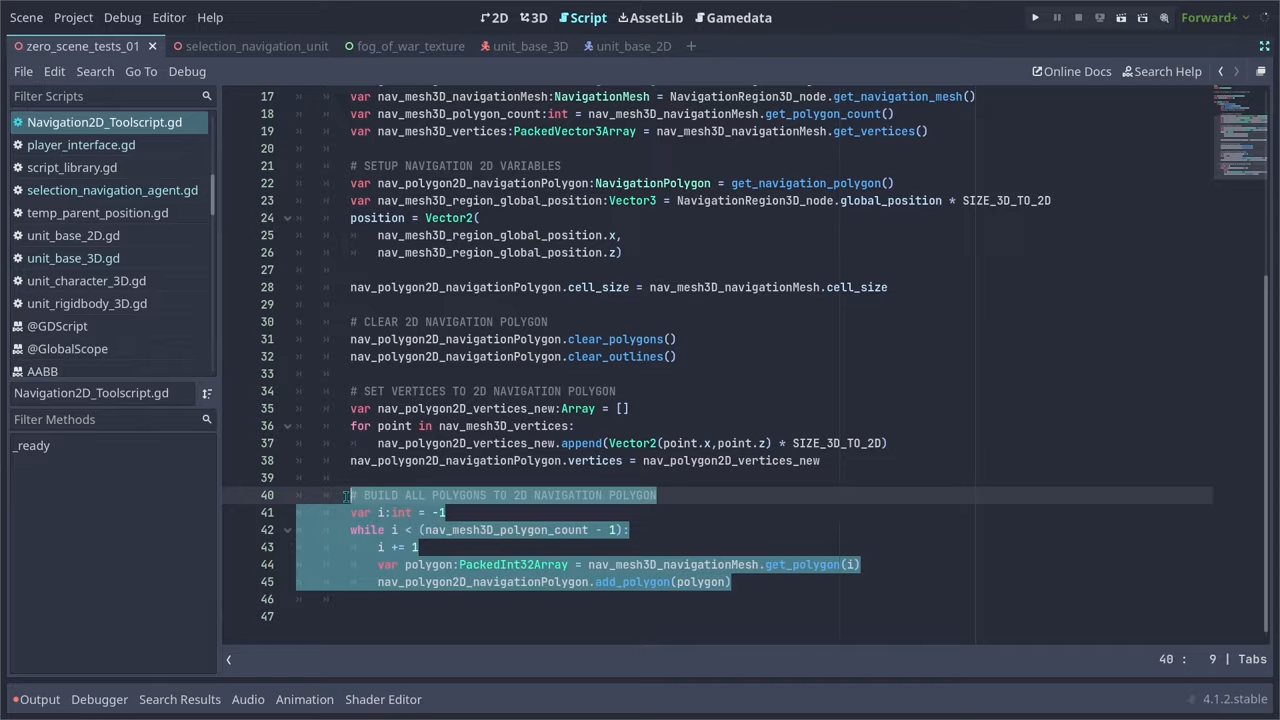 Scene Project Debug Editor Help
2D 3D Script AssetLib Gamedata
Forward+
zero_scene_tests_01 selection_navigation_unit fog_of_war_texture unit_base_3D unit_base_2D
File Edit Search Go To Debug
Online Docs Search Help
Filter Scripts
Navigation2D_Toolscript.gd
player_interface.gd
script_library.gd
selection_navigation_agent.gd
temp_parent_position.gd
unit_base_2D.gd
unit_base_3D.gd
unit_character_3D.gd
unit_rigidbody_3D.gd
@GDScript
@GlobalScope
AABB
Navigation2D_Toolscript.gd
Filter Methods
_ready
17 var nav_mesh3D_navigationMesh:NavigationMesh = NavigationRegion3D_node.get_navigation_mesh()
18 var nav_mesh3D_polygon_count:int = nav_mesh3D_navigationMesh.get_polygon_count()
19 var nav_mesh3D_vertices:PackedVector3Array = nav_mesh3D_navigationMesh.get_vertices()
20
21 # SETUP NAVIGATION 2D VARIABLES
22 var nav_polygon2D_navigationPolygon:NavigationPolygon = get_navigation_polygon()
23 var nav_mesh3D_region_global_position:Vector3 = NavigationRegion3D_node.global_position * SIZE_3D_TO_2D
24 position = Vector2(
25 nav_mesh3D_region_global_position.x,
26 nav_mesh3D_region_global_position.z)
27
28 nav_polygon2D_navigationPolygon.cell_size = nav_mesh3D_navigationMesh.cell_size
29
30 # CLEAR 2D NAVIGATION POLYGON
31 nav_polygon2D_navigationPolygon.clear_polygons()
32 nav_polygon2D_navigationPolygon.clear_outlines()
33
34 # SET VERTICES TO 2D NAVIGATION POLYGON
35 var nav_polygon2D_vertices_new:Array = []
36 for point in nav_mesh3D_vertices:
37 nav_polygon2D_vertices_new.append(Vector2(point.x,point.z) * SIZE_3D_TO_2D)
38 nav_polygon2D_navigationPolygon.vertices = nav_polygon2D_vertices_new
39
40 # BUILD ALL POLYGONS TO 2D NAVIGATION POLYGON
41 var i:int = -1
42 while i < (nav_mesh3D_polygon_count - 1):
43 i += 1
44 var polygon:PackedInt32Array = nav_mesh3D_navigationMesh.get_polygon(i)
45 nav_polygon2D_navigationPolygon.add_polygon(polygon)
46
47
40 : 9 | Tabs
Output Debugger Search Results Audio Animation Shader Editor
4.1.2.stable